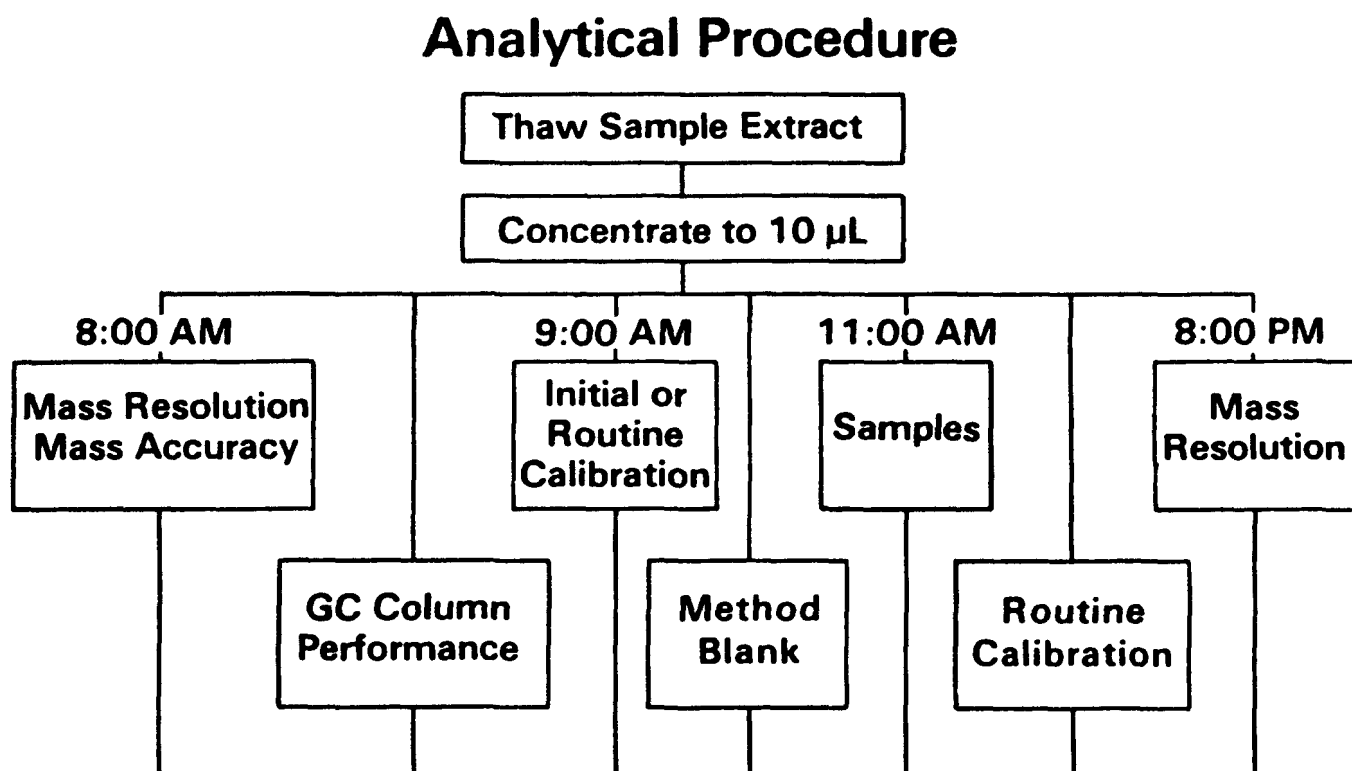 Analytical Procedure
Thaw Sample Extract
Concentrate to 10 µL
8:00 AM
9:00 AM
11:00 AM
8:00 PM
Mass Resolution
Mass Accuracy
Initial or
Routine
Calibration
Samples
Mass
Resolution
GC Column
Performance
Method
Blank
Routine
Calibration